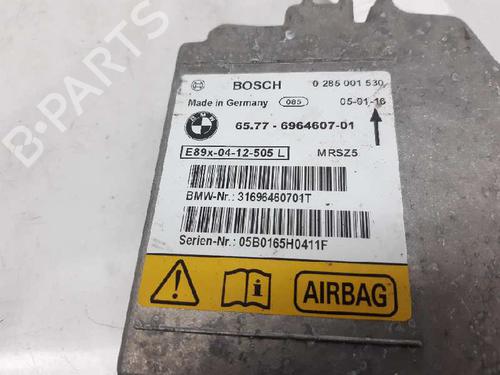 BOSCH 0 285 001 530
Made in Germany 085 05-01-16
BMW 65.77 - 6964607-01
E89x-04-12-505 L MRSZ5
BMW-Nr.: 31696460701T
Serien-Nr.: 05B0165H0411F
AIRBAG